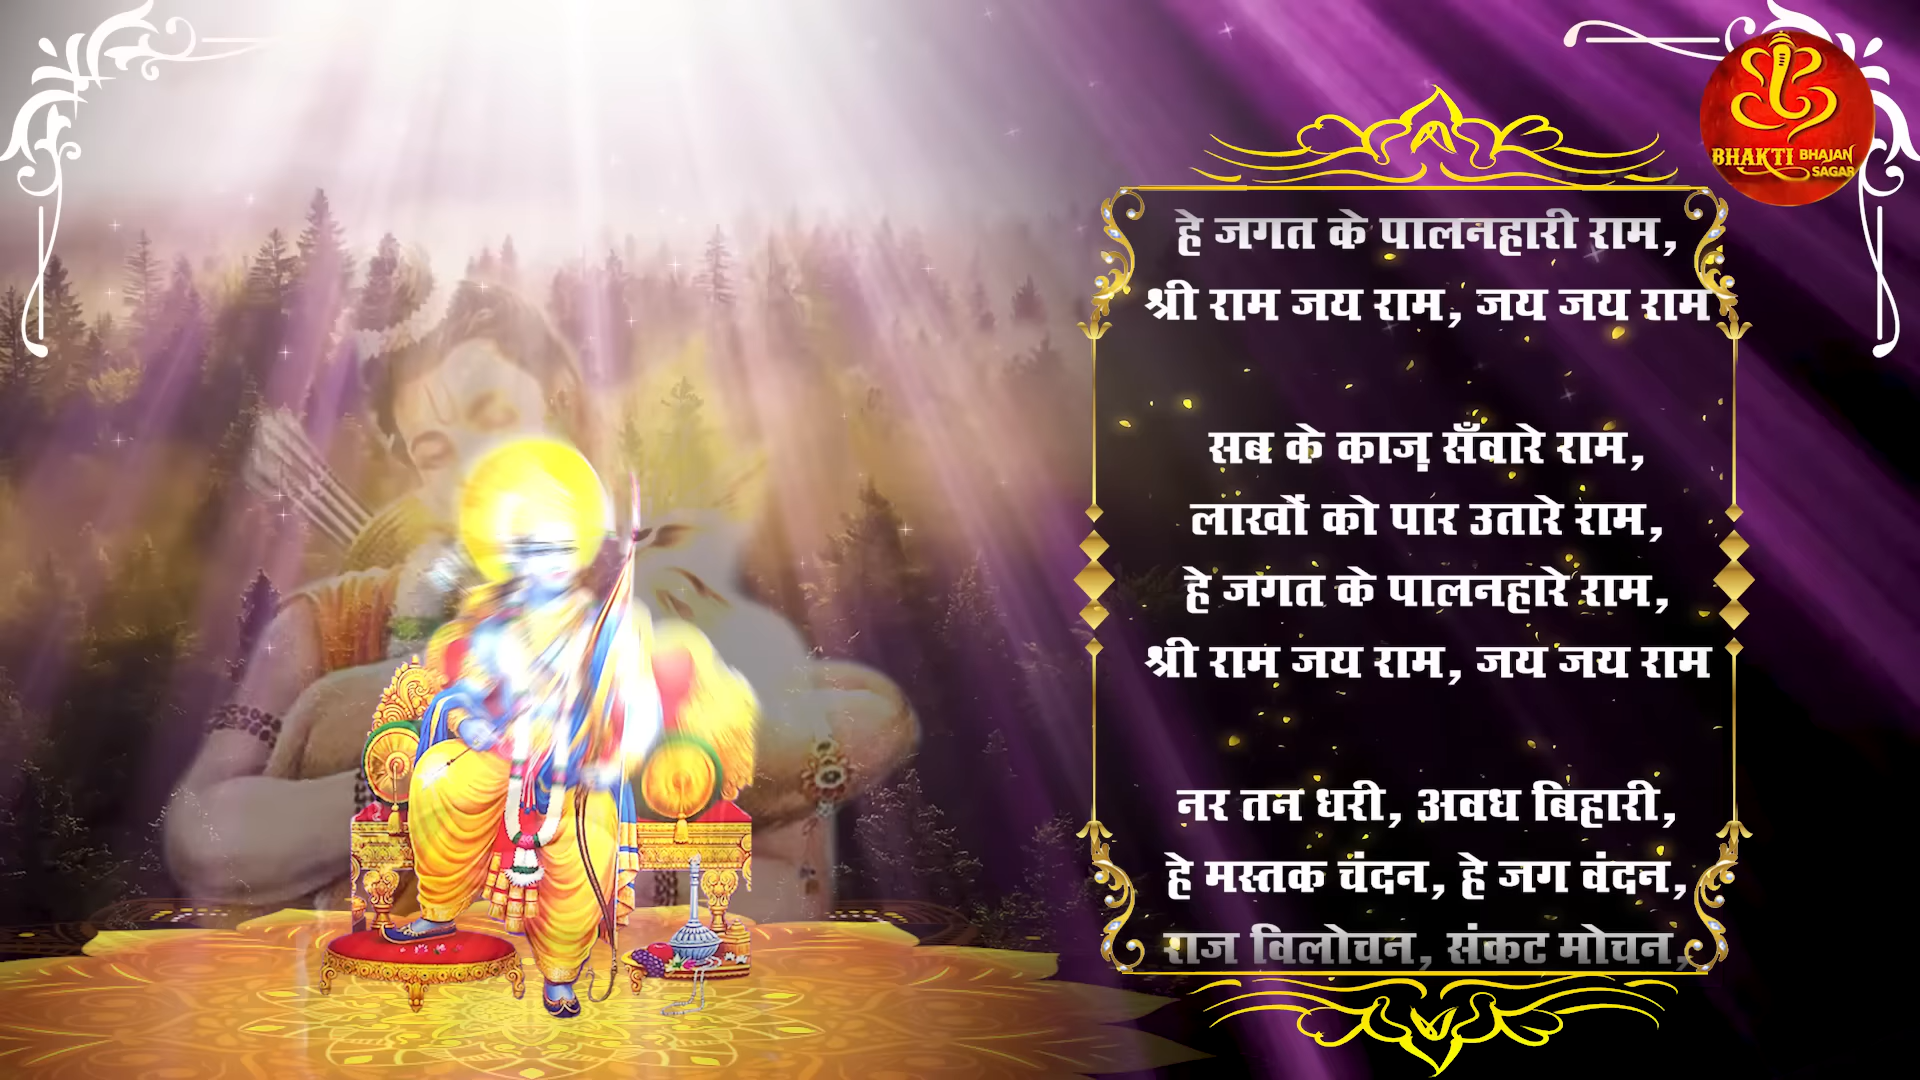 BHAKTI BHAJAN
SAGAR
हे जगत के पालनहारी राम,
श्री राम जय राम, जय जय राम
सब के काज़ सँवारे राम,
लाखों को पार उतारे राम,
हे जगत के पालनहारे राम,
श्री राम जय राम, जय जय राम
नर तन धरी, अवध बिहारी,
हे मस्तक चंदन, हे जग वंदन,
राज विलोचन, संकट मोचन,